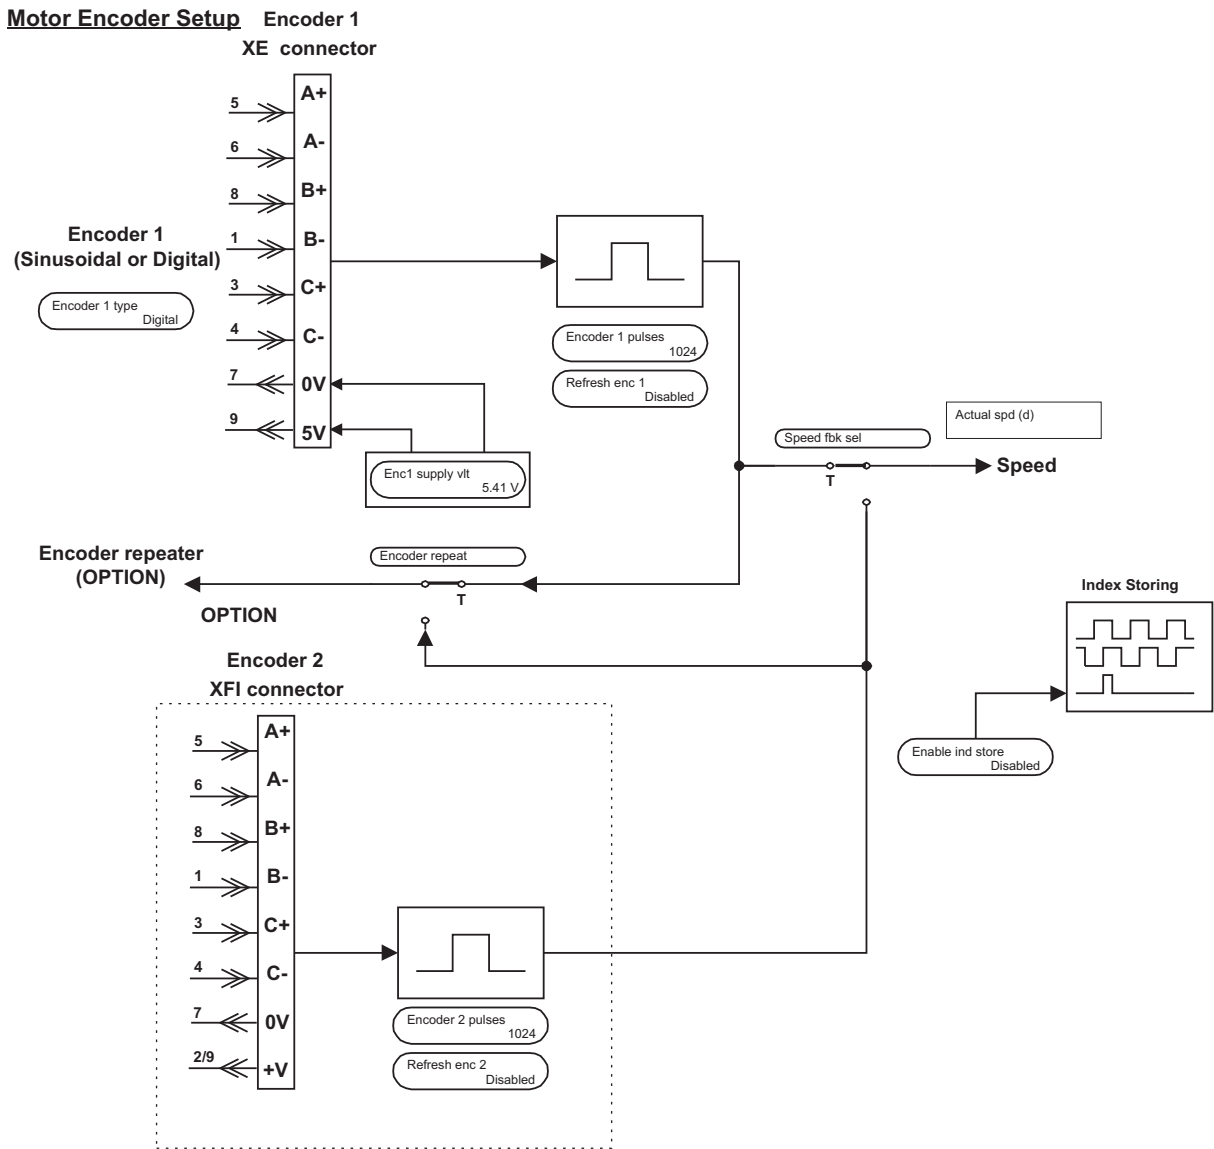 Motor Encoder Setup
Encoder 1
XE connector
5
A+
6
A-
8
B+
Encoder 1
(Sinusoidal or Digital)
1
B-
3
C+
Encoder 1 type
Digital
4
C-
7
0V
9
5V
Encoder 1 pulses
1024
Refresh enc 1
Disabled
Enc1 supply vlt
5.41 V
Speed fbk sel
T
Actual spd (d)
Speed
Encoder repeater
(OPTION)
Encoder repeat
T
OPTION
Index Storing
Enable ind store
Disabled
Encoder 2
XFI connector
5
A+
6
A-
8
B+
1
B-
3
C+
4
C-
7
0V
2/9
+V
Encoder 2 pulses
1024
Refresh enc 2
Disabled